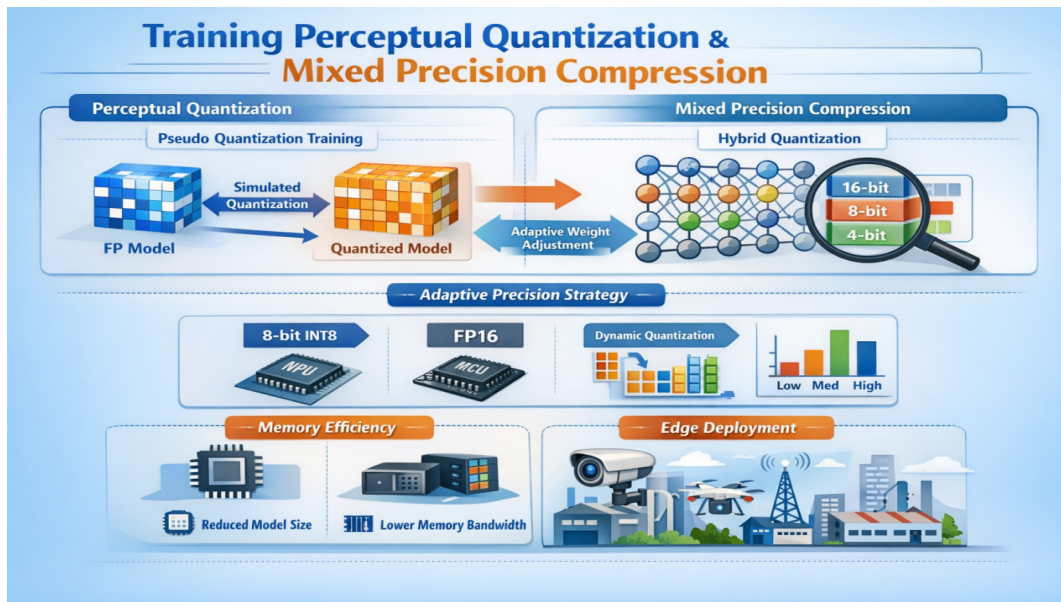 Training Perceptual Quantization &
Mixed Precision Compression
Perceptual Quantization
Mixed Precision Compression
Pseudo Quantization Training
Hybrid Quantization
Simulated
Quantization
FP Model
Quantized Model
Adaptive Weight
Adjustment
16-bit
8-bit
4-bit
Adaptive Precision Strategy
8-bit INT8
NPU
FP16
MCU
Dynamic Quantization
Low Med High
Memory Efficiency
Reduced Model Size
Lower Memory Bandwidth
Edge Deployment